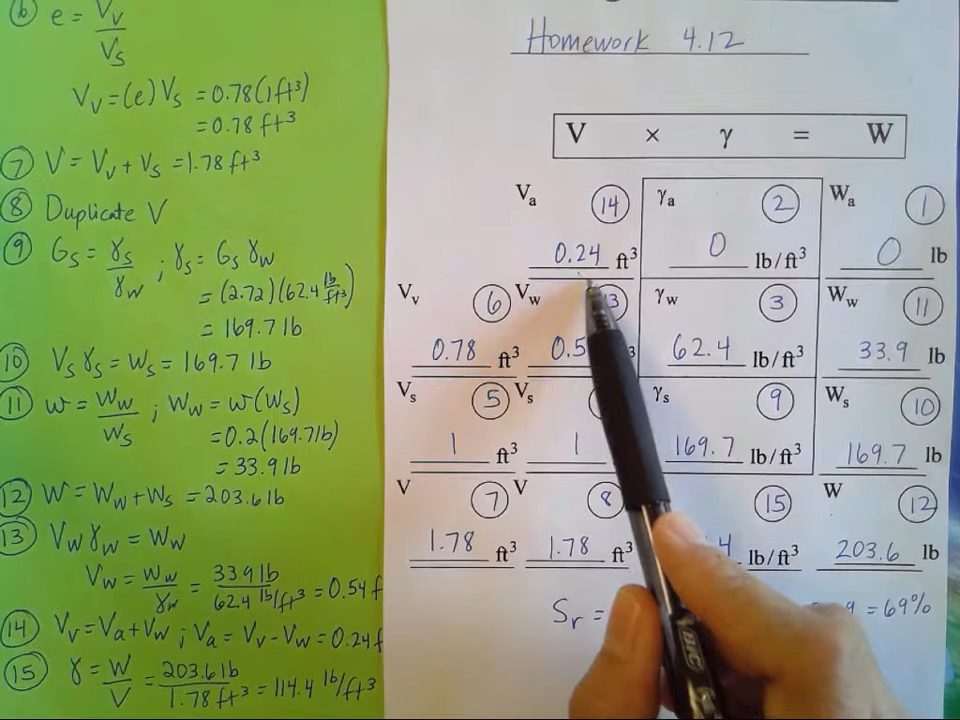 6 e = Vv
Vs
Vv = (e) Vs = 0.78(1ft³)
= 0.78 ft³
7 V = Vv + Vs = 1.78 ft³
8 Duplicate V
9 Gs = γs / γw ; γs = Gs γw
= (2.72)(62.4 lb/ft³)
= 169.7 lb
10 Vs γs = Ws = 169.7 lb
11 w = Ww / Ws ; Ww = w(Ws)
= 0.2(169.7lb)
= 33.9 lb
12 W = Ww + Ws = 203.6 lb
13 Vw γw = Ww
Vw = Ww / γw = 33.9 lb / 62.4 lb/ft³ = 0.54 f
14 Vv = Va + Vw ; Va = Vv - Vw = 0.24 f
15 γ = W / V = 203.6 lb / 1.78 ft³ = 114.4 lb/ft³
Homework 4.12
V × γ = W
Va 14 γa 2 Wa 1
0.24 ft³ 0 lb/ft³ 0 lb
Vv 6 Vw 13 γw 3 Ww 11
0.78 ft³ 0.5 ³ 62.4 lb/ft³ 33.9 lb
Vs 5 Vs γs 9 Ws 10
1 ft³ 1 169.7 lb/ft³ 169.7 lb
V 7 V 8 15 W 12
1.78 ft³ 1.78 ft³ 4 lb/ft³ 203.6 lb
Sr = = 69%
BIC